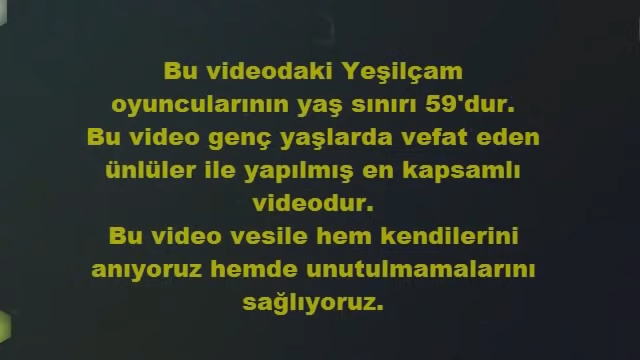 Bu videodaki Yeşilçam
oyuncularının yaş sınırı 59'dur.
Bu video genç yaşlarda vefat eden
ünlüler ile yapılmış en kapsamlı
videodur.
Bu video vesile hem kendilerini
anıyoruz hemde unutulmamalarını
sağlıyoruz.